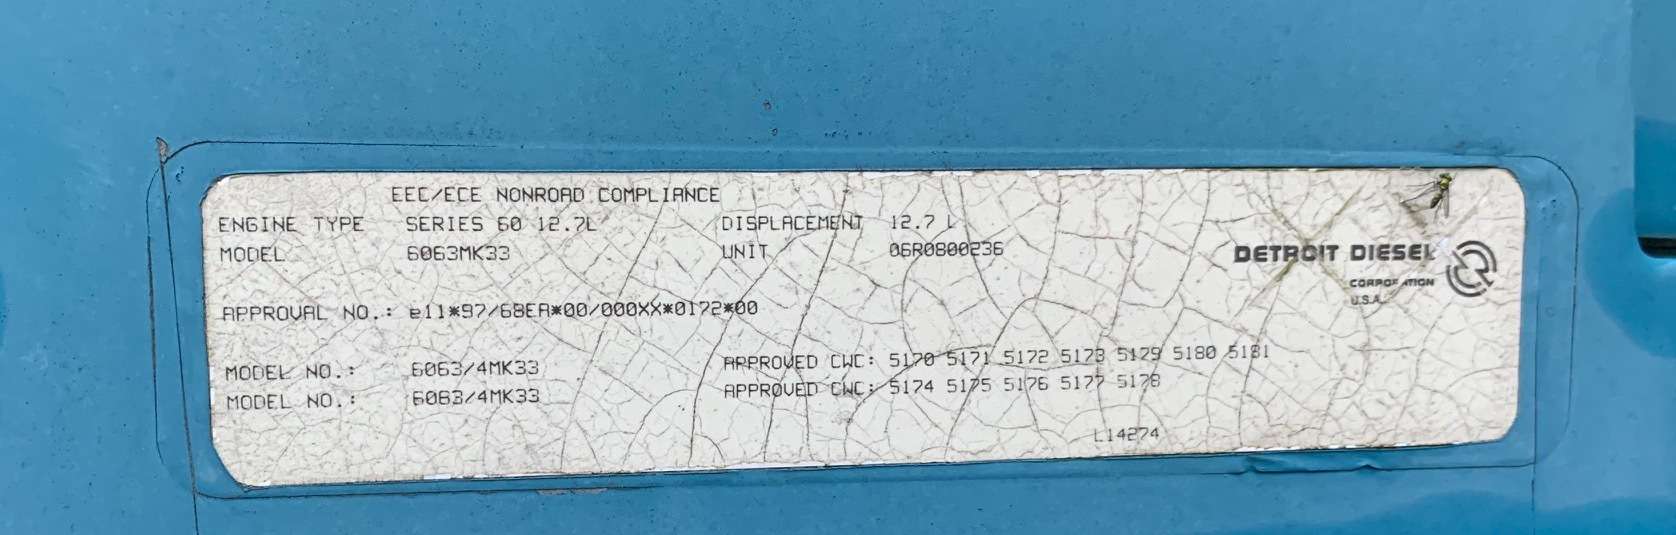 EEC/ECE NONROAD COMPLIANCE
ENGINE TYPE SERIES 60 12.7L DISPLACEMENT 12.7 L
MODEL 6063MK33 UNIT 06R0800236
DETROIT DIESEL
CORPORATION
U.S.A.
APPROVAL NO.: e11*97/68EA*00/000XX*0172*00
MODEL NO.: 6063/4MK33 APPROVED CWC: 5170 5171 5172 5173 5179 5180 5181
MODEL NO.: 6063/4MK33 APPROVED CWC: 5174 5175 5176 5177 5178
L14274